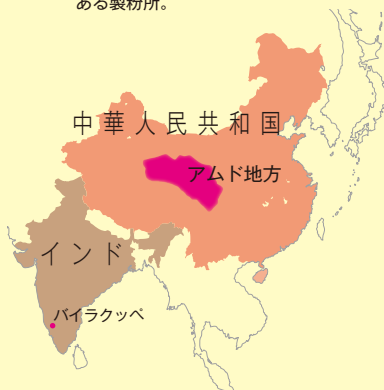 ある製粉所。
中華人民共和国
アムド地方
インド
バイラクッペ